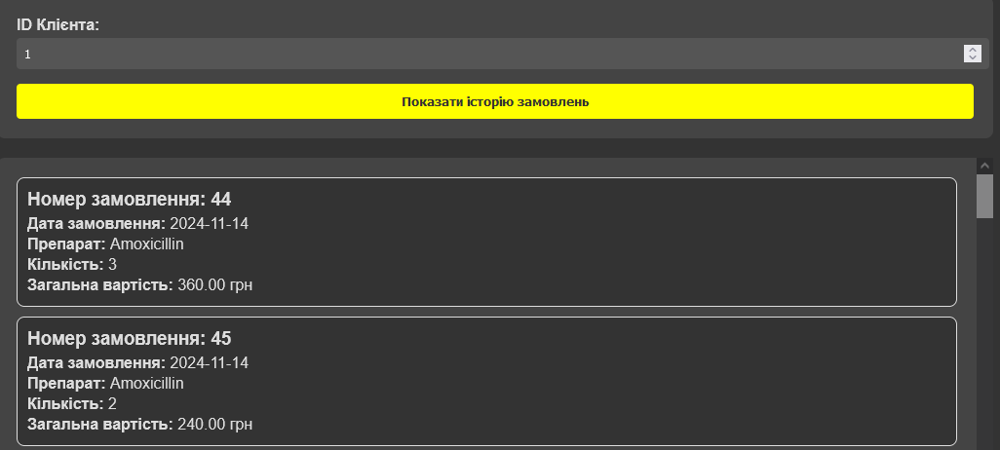 ID Клієнта:
1
Показати історію замовлень
Номер замовлення: 44
Дата замовлення: 2024-11-14
Препарат: Amoxicillin
Кількість: 3
Загальна вартість: 360.00 грн
Номер замовлення: 45
Дата замовлення: 2024-11-14
Препарат: Amoxicillin
Кількість: 2
Загальна вартість: 240.00 грн